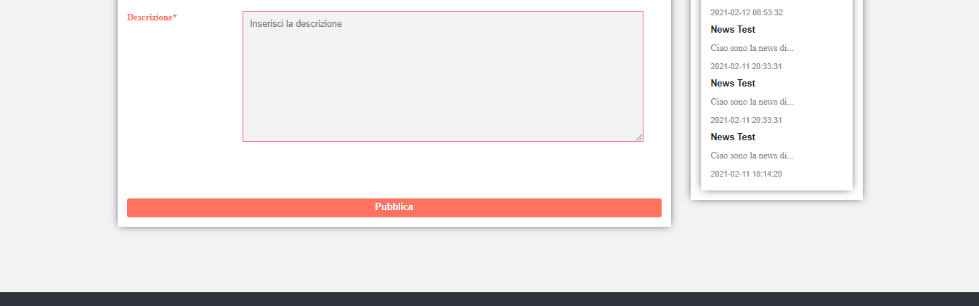 Descrizione*
Inserisci la descrizione
Pubblica
2021-02-12 08:53:32
News Test
Ciao sono la news di...
2021-02-11 20:33:31
News Test
Ciao sono la news di...
2021-02-11 20:33:31
News Test
Ciao sono la news di...
2021-02-11 18:14:20